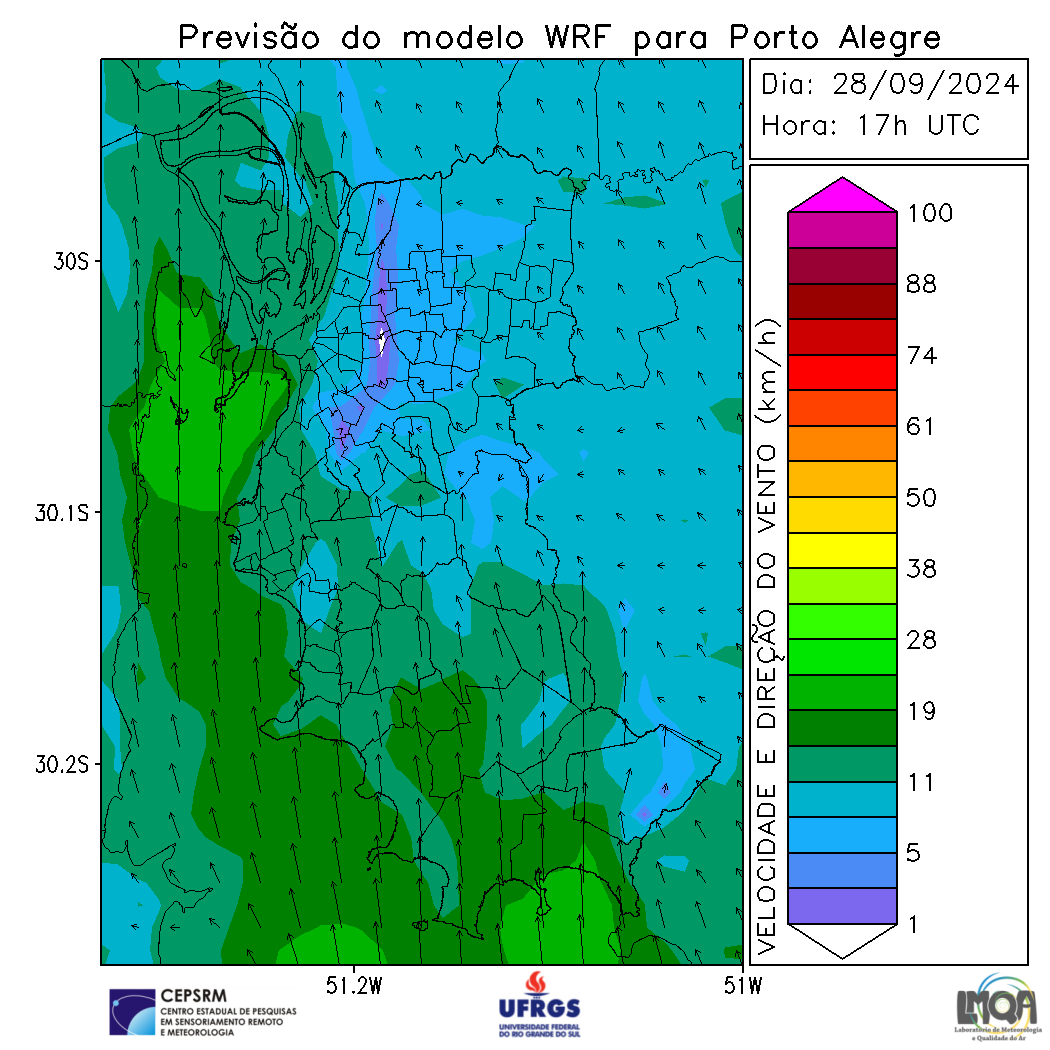 Previsão do modelo WRF para Porto Alegre
Dia: 28/09/2024
Hora: 17h UTC
30S
30.1S
30.2S
51.2W
51W
VELOCIDADE E DIREÇÃO DO VENTO (km/h)
100
88
74
61
50
38
28
19
11
5
1
CEPSRM
CENTRO ESTADUAL DE PESQUISAS
EM SENSORIAMENTO REMOTO
E METEOROLOGIA
UFRGS
UNIVERSIDADE FEDERAL
DO RIO GRANDE DO SUL
LMQA
Laboratório de Meteorologia
e Qualidade do Ar